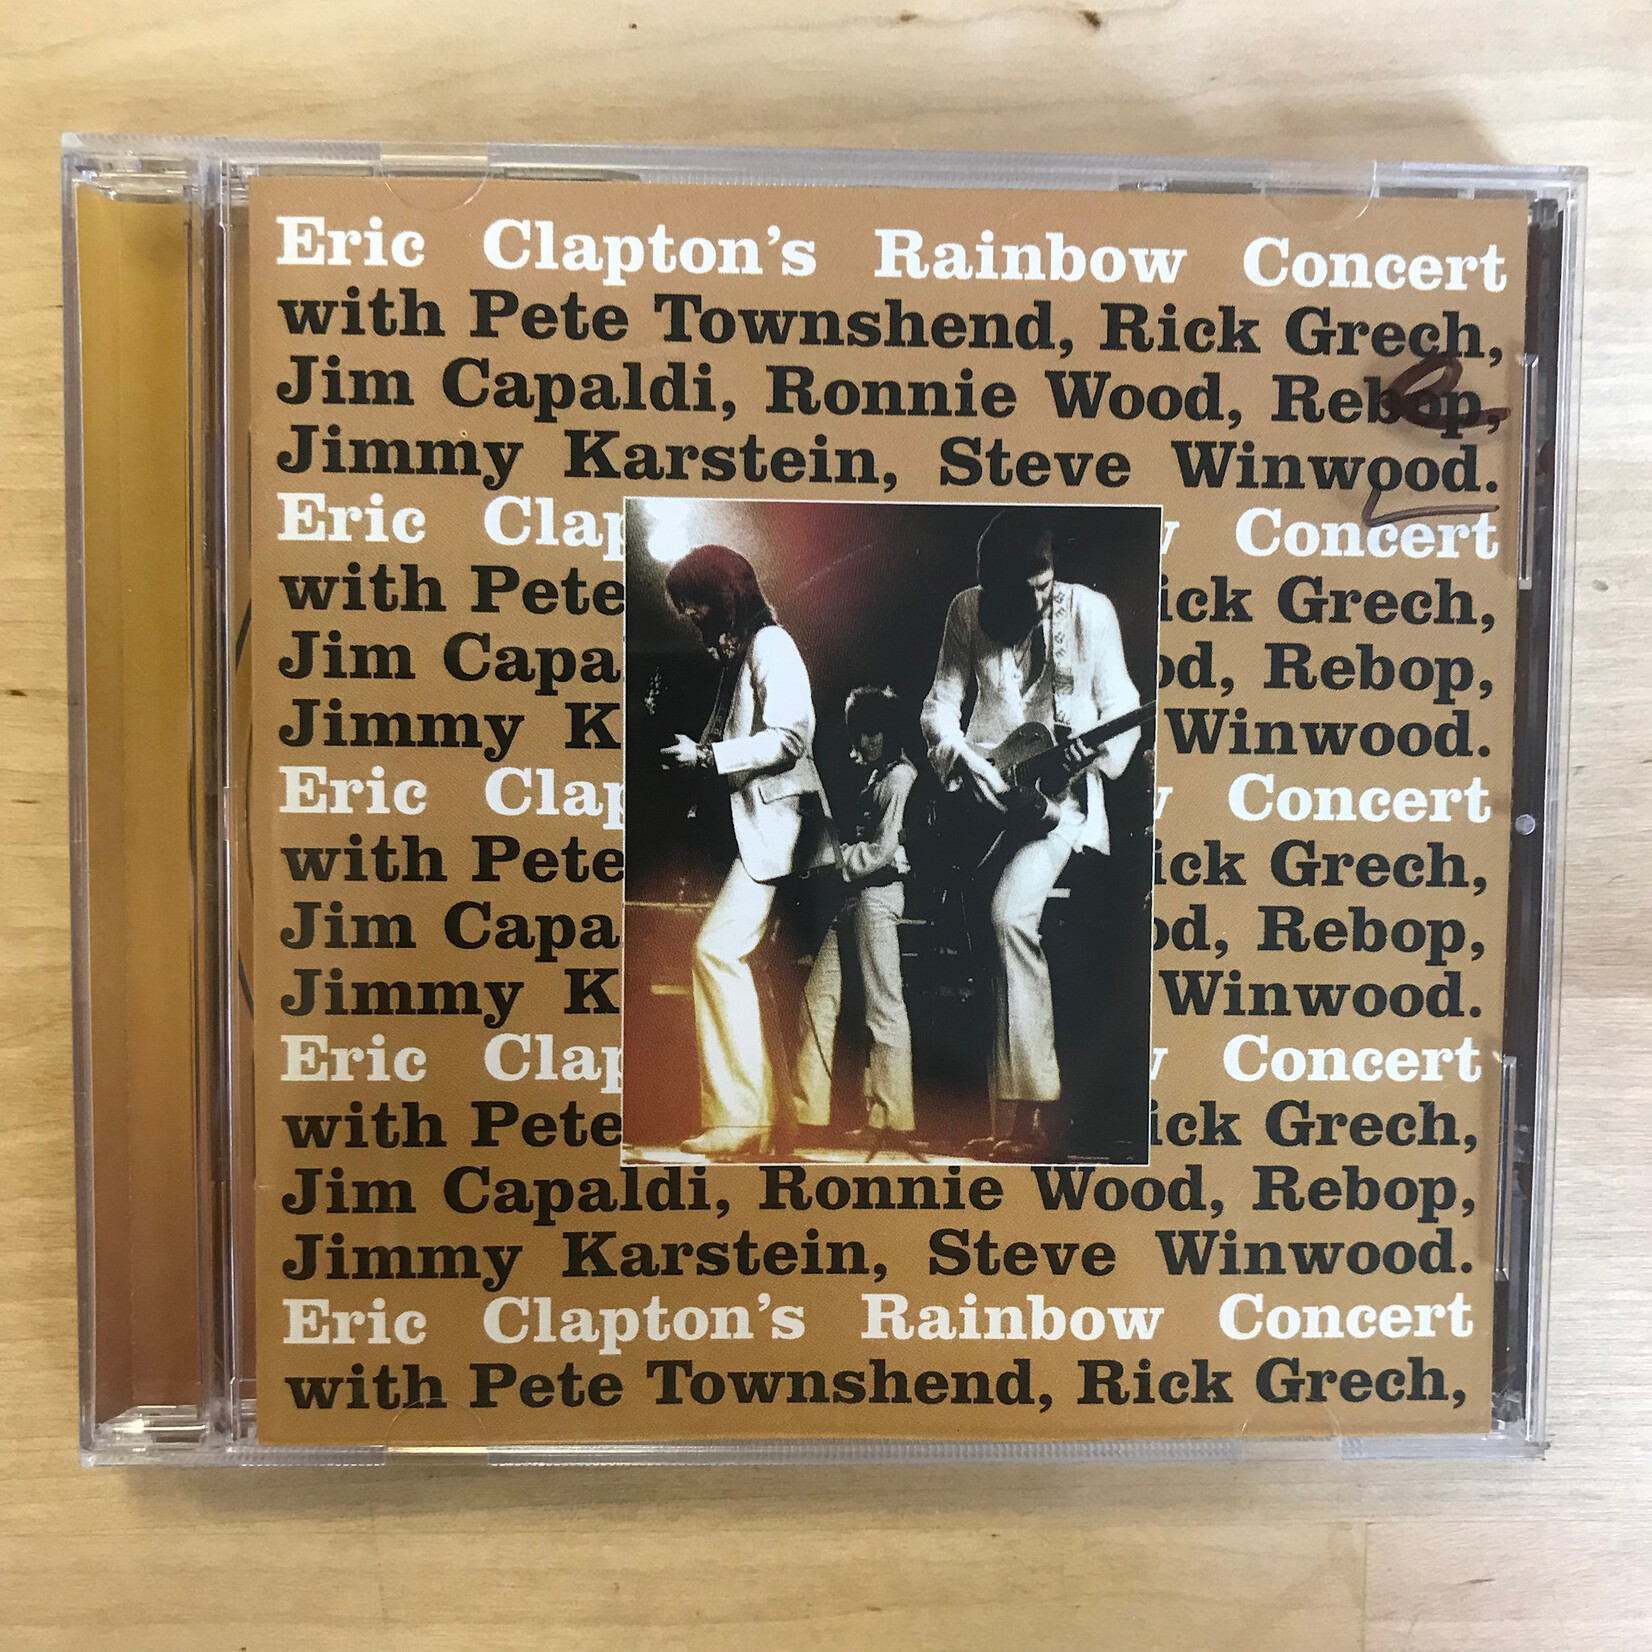 Eric Clapton's Rainbow Concert
with Pete Townshend, Rick Grech,
Jim Capaldi, Ronnie Wood, Rebop,
Jimmy Karstein, Steve Winwood.
Eric Clap w Concert
with Pete ick Grech,
Jim Capa od, Rebop,
Jimmy K Winwood.
Eric Clap w Concert
with Pete ick Grech,
Jim Capa od, Rebop,
Jimmy K Winwood.
Eric Clap w Concert
with Pete ick Grech,
Jim Capaldi, Ronnie Wood, Rebop,
Jimmy Karstein, Steve Winwood.
Eric Clapton's Rainbow Concert
with Pete Townshend, Rick Grech,